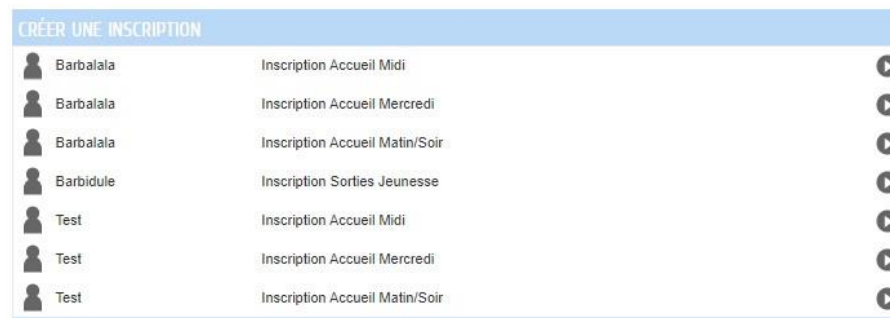 CRÉER UNE INSCRIPTION
Barbalala Inscription Accueil Midi
Barbalala Inscription Accueil Mercredi
Barbalala Inscription Accueil Matin/Soir
Barbidule Inscription Sorties Jeunesse
Test Inscription Accueil Midi
Test Inscription Accueil Mercredi
Test Inscription Accueil Matin/Soir